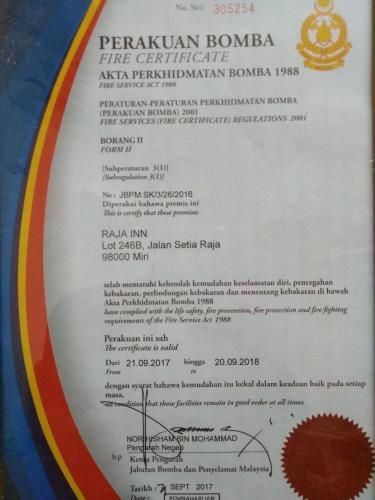 No. Siri: 305254
PERAKUAN BOMBA
FIRE CERTIFICATE
AKTA PERKHIDMATAN BOMBA 1988
FIRE SERVICE ACT 1988
PERATURAN-PERATURAN PERKHIDMATAN BOMBA
(PERAKUAN BOMBA) 2001
FIRE SERVICES (FIRE CERTIFICATE) REGULATIONS 2001
BORANG II
FORM II
[Subperaturan 3(1)]
[Subregulation 3(1)]
No : JBPM:SK/3/26/2016
Diperakui bahawa premis ini
This is certify that these premises
RAJA INN
Lot 246B, Jalan Setia Raja
98000 Miri
telah mematuhi kehendak kemudahan keselamatan diri, pencegahan
kebakaran, perlindungan kebakaran dan menentang kebakaran di bawah
Akta Perkhidmatan Bomba 1988
have complied with the life safety, fire prevention, fire protection and fire fighting
requirements of the Fire Service Act 1988
Perakuan ini sah
The certificate is valid
Dari 21.09.2017 hingga 20.09.2018
From to
dengan syarat bahawa kemudahan itu kekal dalam keadaan baik pada setiap
masa.
condition that those facilities remain in good order at all times.
NOR HISHAM BIN MOHAMMAD
Pengarah Negeri
b.p Ketua Pengarah
Jabatan Bomba dan Penyelamat Malaysia
Tarikh : SEPT 2017
Date : PEMBAHARUAN